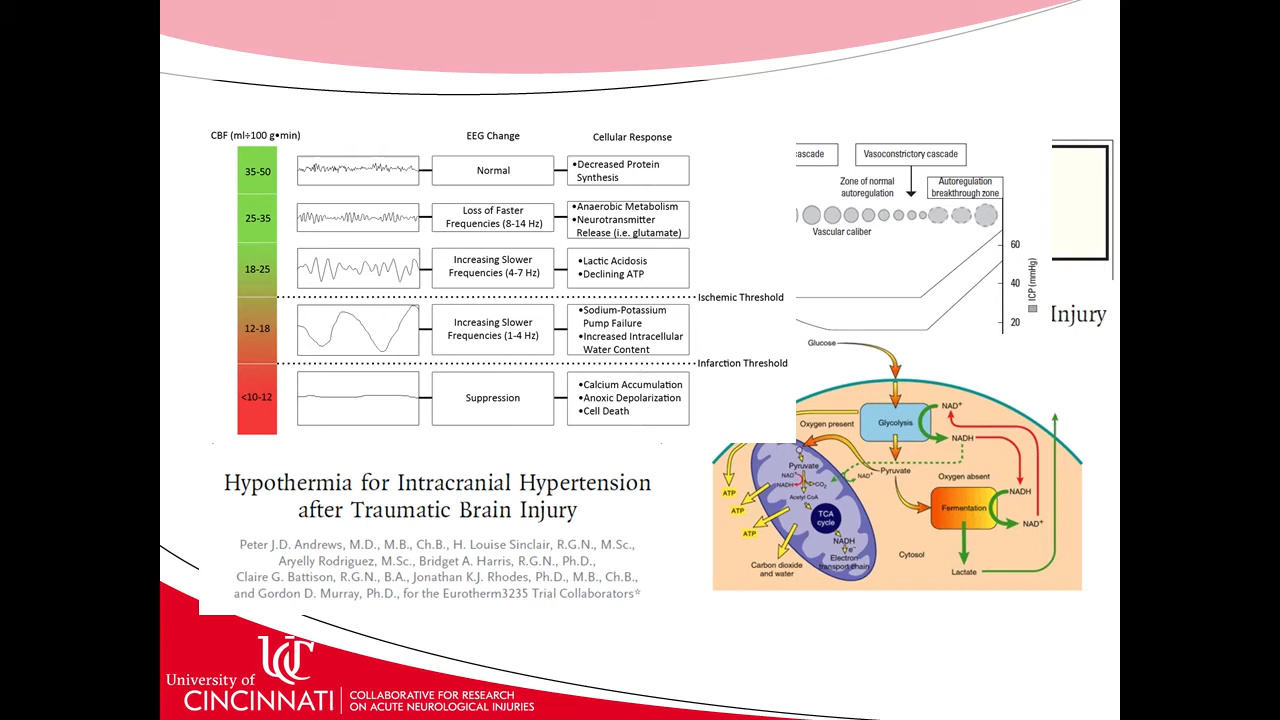 CBF (ml÷100 g•min)
EEG Change
Cellular Response
35-50
Normal
•Decreased Protein
Synthesis
25-35
Loss of Faster
Frequencies (8-14 Hz)
•Anaerobic Metabolism
•Neurotransmitter
Release (i.e. glutamate)
18-25
Increasing Slower
Frequencies (4-7 Hz)
•Lactic Acidosis
•Declining ATP
Ischemic Threshold
12-18
Increasing Slower
Frequencies (1-4 Hz)
•Sodium-Potassium
Pump Failure
•Increased Intracellular
Water Content
Infarction Threshold
<10-12
Suppression
•Calcium Accumulation
•Anoxic Depolarization
•Cell Death
cascade
Vasoconstrictory cascade
Zone of normal
autoregulation
Autoregulation
breakthrough zone
Vascular caliber
60
40
20
ICP (mmHg)
Injury
Glucose
Glycolysis
NAD+
NADH
Oxygen present
Pyruvate
Oxygen absent
Pyruvate
NAD+
NADH
CO2
NAD+
Acetyl CoA
TCA
cycle
NADH
e−
Electron
transport chain
ATP
ATP
ATP
Carbon dioxide
and water
Fermentation
NADH
NAD+
Cytosol
Lactate
Hypothermia for Intracranial Hypertension
after Traumatic Brain Injury
Peter J.D. Andrews, M.D., M.B., Ch.B., H. Louise Sinclair, R.G.N., M.Sc.,
Aryelly Rodriguez, M.Sc., Bridget A. Harris, R.G.N., Ph.D.,
Claire G. Battison, R.G.N., B.A., Jonathan K.J. Rhodes, Ph.D., M.B., Ch.B.,
and Gordon D. Murray, Ph.D., for the Eurotherm3235 Trial Collaborators*
UC
University of
CINCINNATI
COLLABORATIVE FOR RESEARCH
ON ACUTE NEUROLOGICAL INJURIES